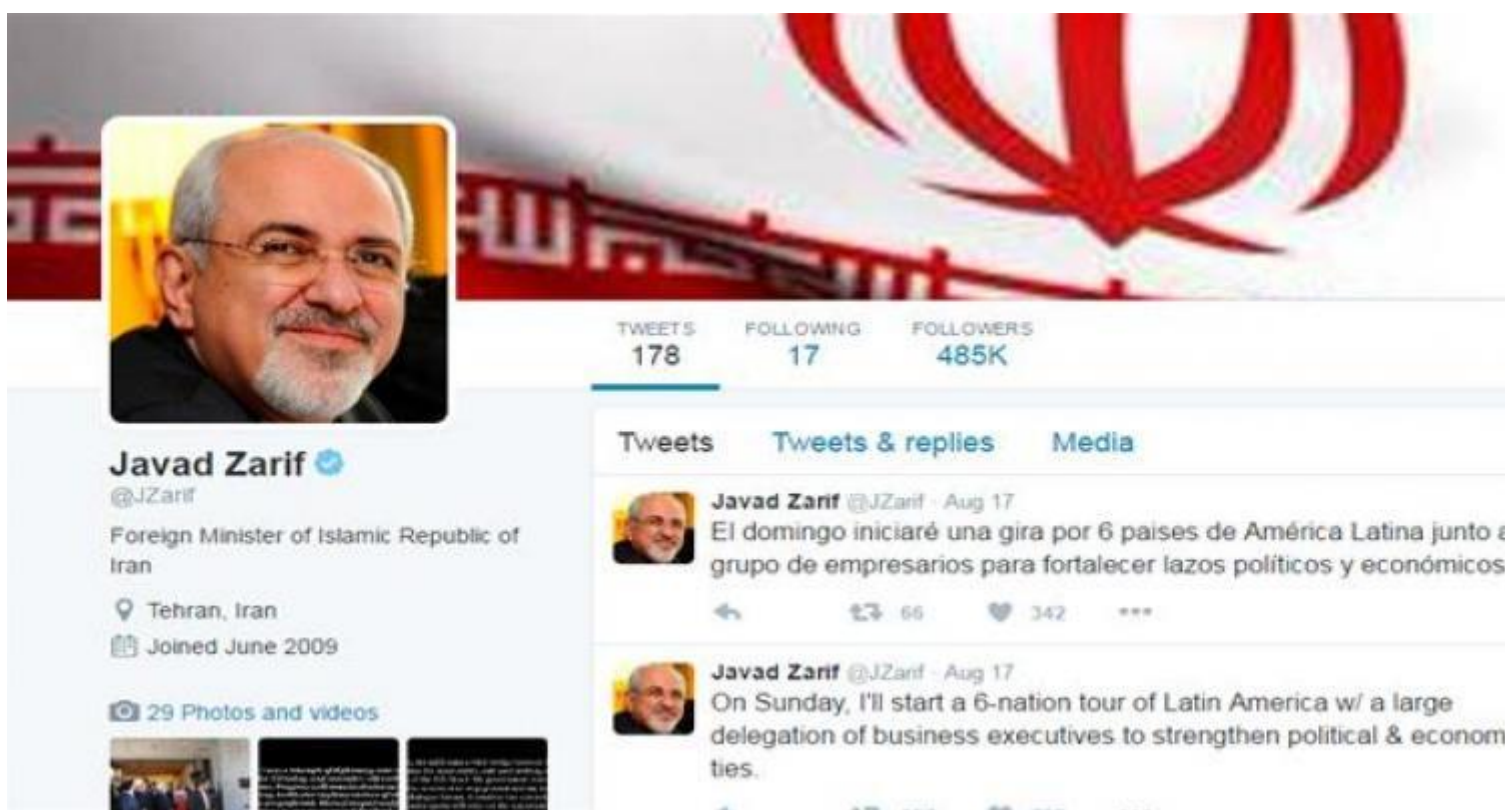 TWEETS FOLLOWING FOLLOWERS
178 17 485K
Javad Zarif
@JZarif
Foreign Minister of Islamic Republic of
Iran
Tehran, Iran
Joined June 2009
29 Photos and videos
Tweets Tweets & replies Media
Javad Zarif @JZarif · Aug 17
El domingo iniciaré una gira por 6 paises de América Latina junto a
grupo de empresarios para fortalecer lazos políticos y económicos
66 342
Javad Zarif @JZarif · Aug 17
On Sunday, I'll start a 6-nation tour of Latin America w/ a large
delegation of business executives to strengthen political & econom
ties.